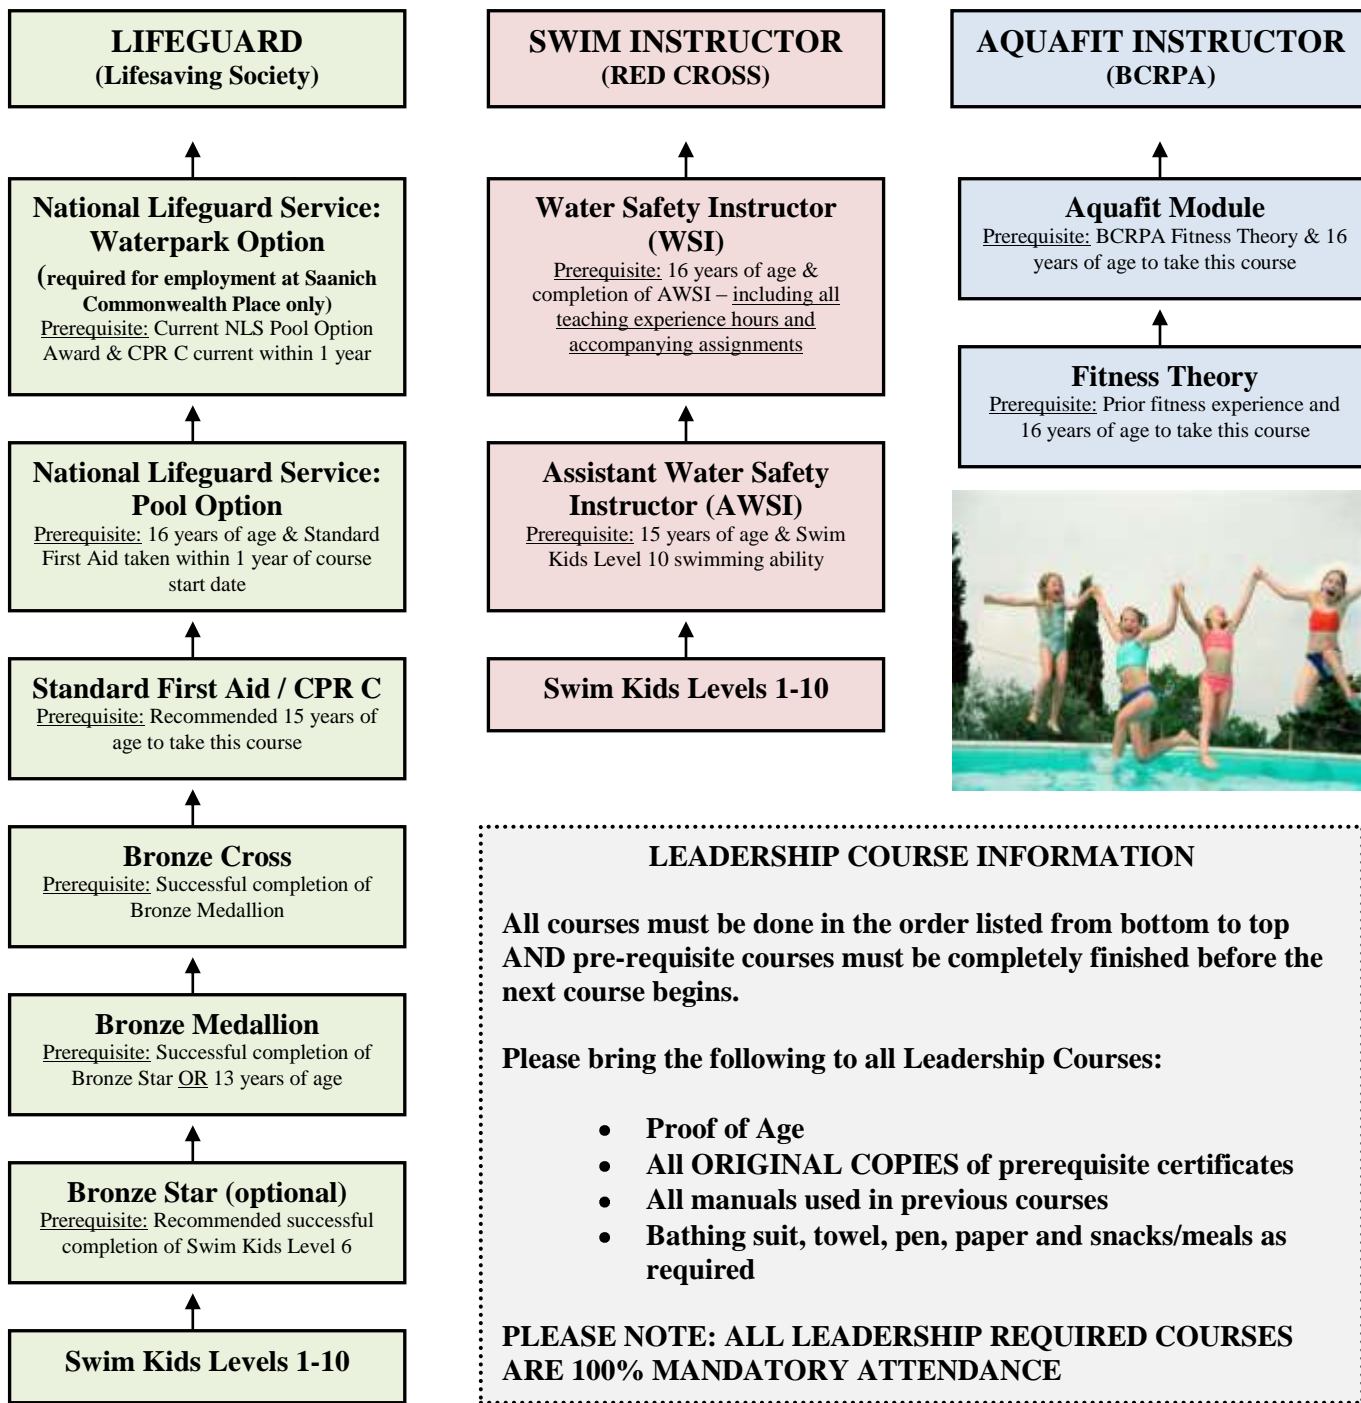 LIFEGUARD
(Lifesaving Society)
National Lifeguard Service:
Waterpark Option
(required for employment at Saanich
Commonwealth Place only)
Prerequisite: Current NLS Pool Option
Award & CPR C current within 1 year
National Lifeguard Service:
Pool Option
Prerequisite: 16 years of age & Standard
First Aid taken within 1 year of course
start date
Standard First Aid / CPR C
Prerequisite: Recommended 15 years of
age to take this course
Bronze Cross
Prerequisite: Successful completion of
Bronze Medallion
Bronze Medallion
Prerequisite: Successful completion of
Bronze Star OR 13 years of age
Bronze Star (optional)
Prerequisite: Recommended successful
completion of Swim Kids Level 6
Swim Kids Levels 1-10
SWIM INSTRUCTOR
(RED CROSS)
Water Safety Instructor
(WSI)
Prerequisite: 16 years of age &
completion of AWSI – including all
teaching experience hours and
accompanying assignments
Assistant Water Safety
Instructor (AWSI)
Prerequisite: 15 years of age & Swim
Kids Level 10 swimming ability
Swim Kids Levels 1-10
AQUAFIT INSTRUCTOR
(BCRPA)
Aquafit Module
Prerequisite: BCRPA Fitness Theory & 16
years of age to take this course
Fitness Theory
Prerequisite: Prior fitness experience and
16 years of age to take this course
LEADERSHIP COURSE INFORMATION
All courses must be done in the order listed from bottom to top
AND pre-requisite courses must be completely finished before the
next course begins.
Please bring the following to all Leadership Courses:
• Proof of Age
• All ORIGINAL COPIES of prerequisite certificates
• All manuals used in previous courses
• Bathing suit, towel, pen, paper and snacks/meals as
required
PLEASE NOTE: ALL LEADERSHIP REQUIRED COURSES
ARE 100% MANDATORY ATTENDANCE